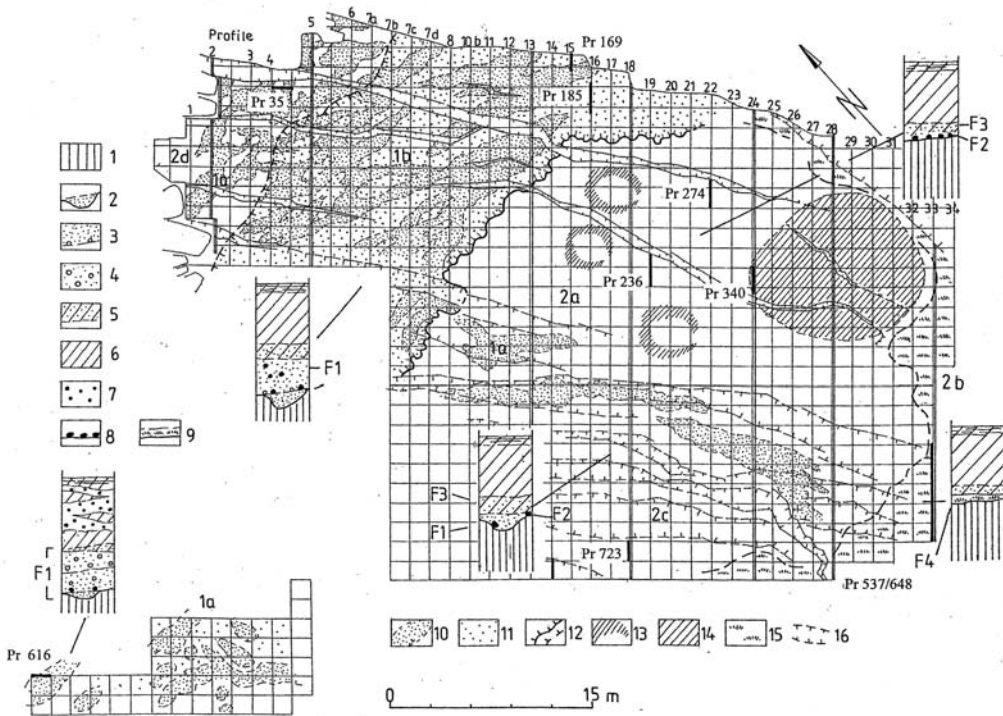 6 7a 7b 7c 7d 8 10 b 11 12 13 14 15 Pr 169
5
16 17 18
Profile
2 3 4
19 20 21 22 23 24 25 26 27 28
29 30 31
32 33 34
Pr 35
Pr 185
F3
F2
1
2d
1a
1b
Pr 274
Pr 236
Pr 340
2a
1a
2b
F1
F3
F1
F2
2c
F4
Pr 723
Pr 537/648
1
2
3
4
5
6
7
8 9
F1
1a
Pr 616
10 11 12 13 14 15 16
0 15 m